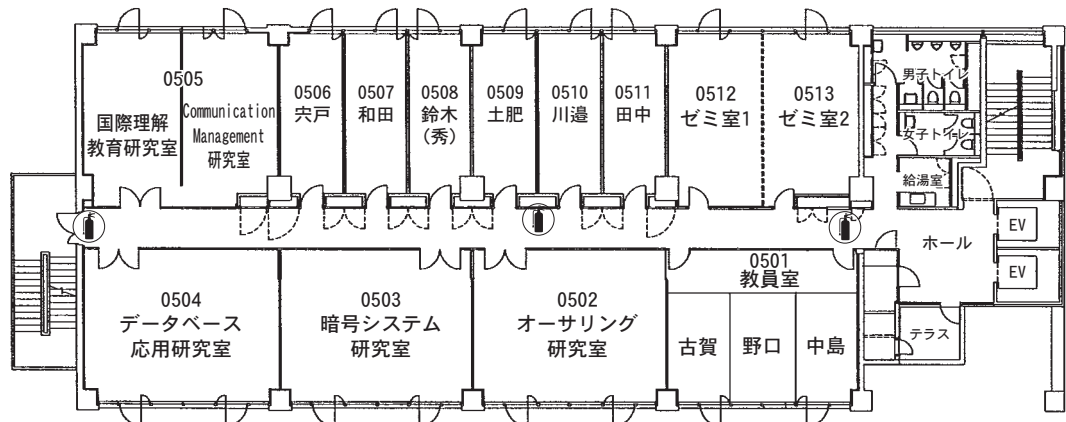 0505
国際理解
教育研究室
Communication
Management
研究室
0506
宍戸
0507
和田
0508
鈴木
(秀)
0509
土肥
0510
川邉
0511
田中
0512
ゼミ室1
0513
ゼミ室2
男子トイレ
女子トイレ
給湯室
ホール
EV
EV
テラス
0504
データベース
応用研究室
0503
暗号システム
研究室
0502
オーサリング
研究室
0501
教員室
古賀
野口
中島